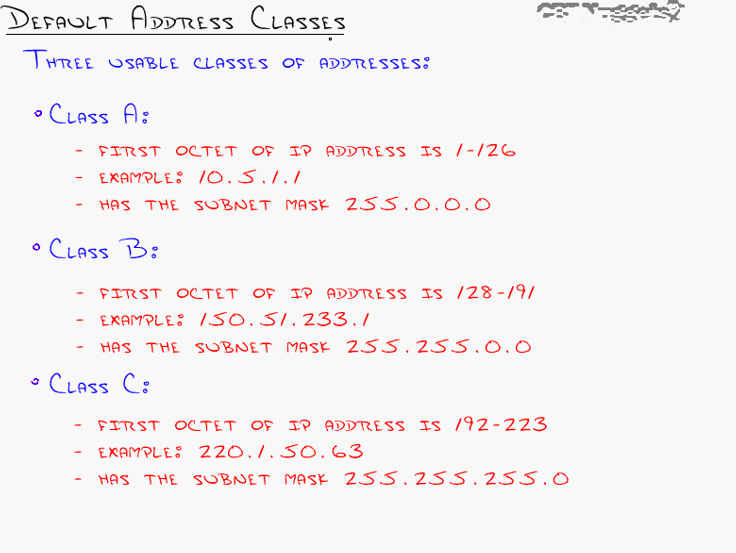 Default Address Classes
Three usable classes of addresses:
Class A:
- First octet of IP address is 1-126
- Example: 10.5.1.1
- Has the subnet mask 255.0.0.0
Class B:
- First octet of IP address is 128-191
- Example: 150.51.233.1
- Has the subnet mask 255.255.0.0
Class C:
- First octet of IP address is 192-223
- Example: 220.1.50.63
- Has the subnet mask 255.255.255.0